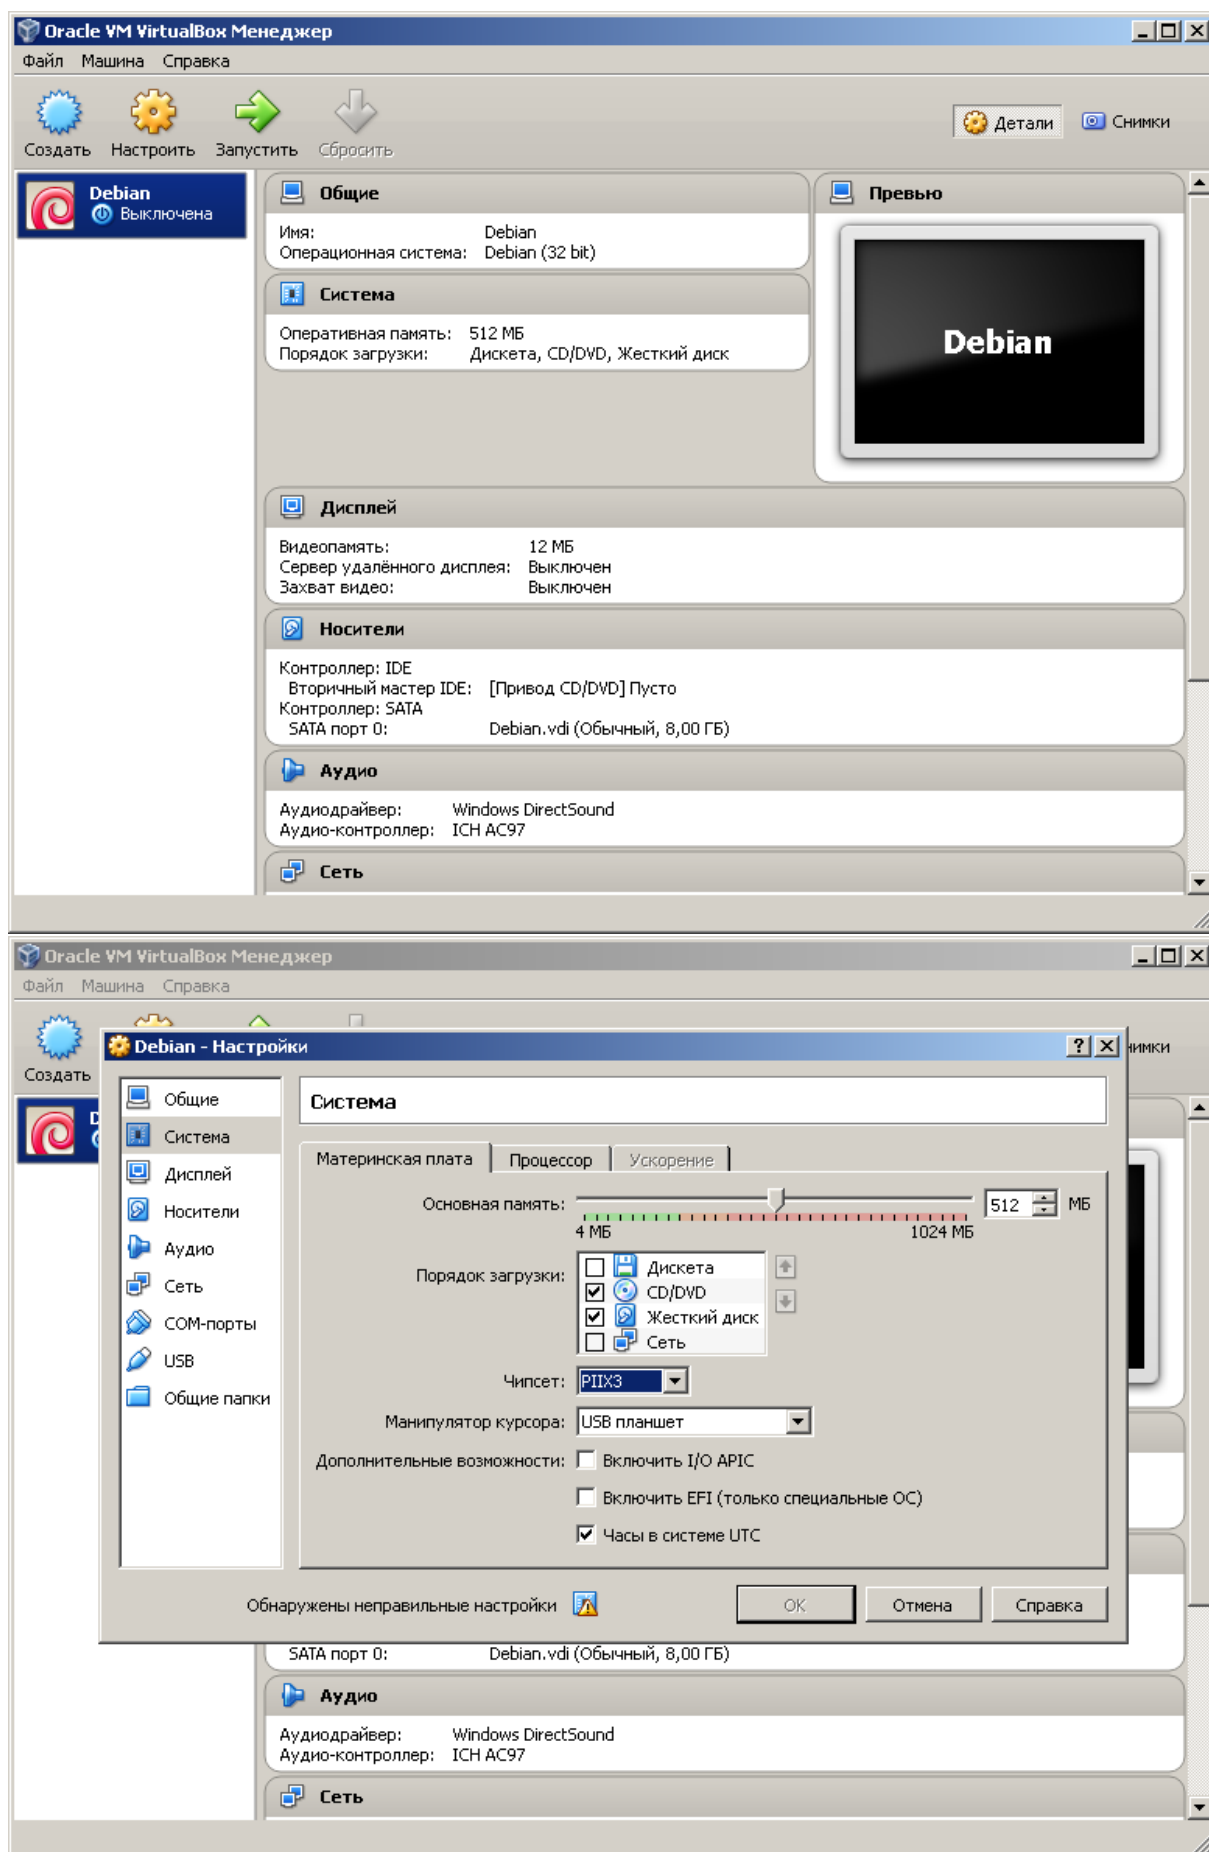 Oracle VM VirtualBox Менеджер
Файл Машина Справка
Создать Настроить Запустить Сбросить Детали Снимки
Debian
Выключена
Общие
Имя: Debian
Операционная система: Debian (32 bit)
Превью
Debian
Система
Оперативная память: 512 МБ
Порядок загрузки: Дискета, CD/DVD, Жесткий диск
Дисплей
Видеопамять: 12 МБ
Сервер удалённого дисплея: Выключен
Захват видео: Выключен
Носители
Контроллер: IDE
Вторичный мастер IDE: [Привод CD/DVD] Пусто
Контроллер: SATA
SATA порт 0: Debian.vdi (Обычный, 8,00 ГБ)
Аудио
Аудиодрайвер: Windows DirectSound
Аудио-контроллер: ICH AC97
Сеть
Oracle VM VirtualBox Менеджер
Файл Машина Справка
Создать
Debian - Настройки
Общие
Система
Дисплей
Носители
Аудио
Сеть
COM-порты
USB
Общие папки
Система
Материнская плата Процессор Ускорение
Основная память: 512 МБ
4 МБ 1024 МБ
Порядок загрузки: Дискета
CD/DVD
Жесткий диск
Сеть
Чипсет: PIIX3
Манипулятор курсора: USB планшет
Дополнительные возможности: Включить I/O APIC
Включить EFI (только специальные ОС)
Часы в системе UTC
Обнаружены неправильные настройки OK Отмена Справка
SATA порт 0: Debian.vdi (Обычный, 8,00 ГБ)
Аудио
Аудиодрайвер: Windows DirectSound
Аудио-контроллер: ICH AC97
Сеть